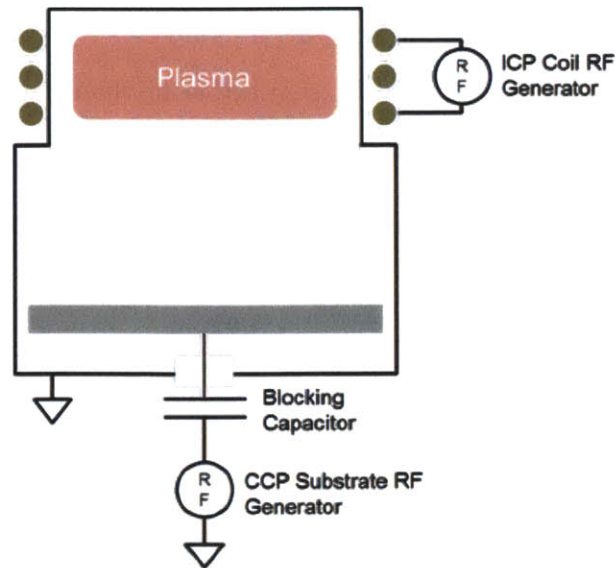 Plasma
R
F
ICP Coil RF
Generator
Blocking
Capacitor
R
F
CCP Substrate RF
Generator